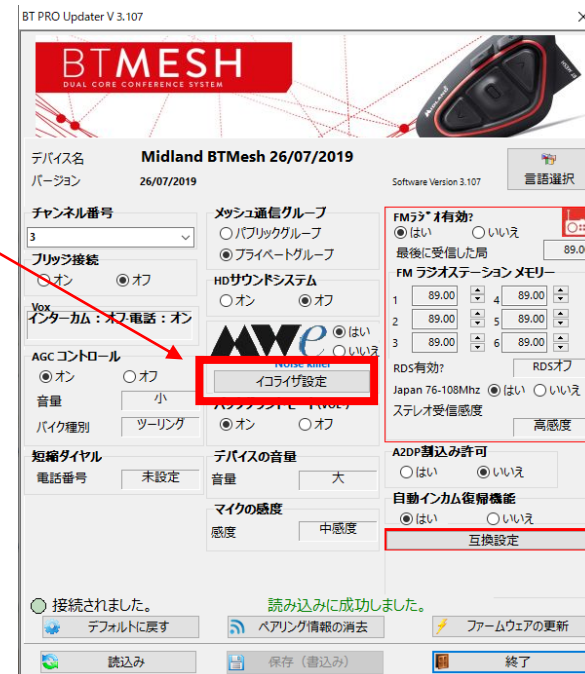 BT PRO Updater V 3.107
BTMESH
DUAL CORE CONFERENCE SYSTEM
デバイス名
Midland BTMesh 26/07/2019
バージョン
26/07/2019
Software Version 3.107
言語選択
チャンネル番号
3
ブリッジ接続
オン オフ
Vox
インターカム：オフ・電話：オン
AGC コントロール
オン オフ
音量 小
バイク種別 ツーリング
短縮ダイヤル
電話番号 未設定
メッシュ通信グループ
パブリックグループ
プライベートグループ
HDサウンドシステム
オン オフ
AWe
はい
いいえ
Noise killer
イコライザ設定
オン オフ
デバイスの音量
音量 大
マイクの感度
感度 中感度
FMラジオ有効?
はい いいえ
最後に受信した局 89.00
FM ラジオステーション メモリー
1 89.00 4 89.00
2 89.00 5 89.00
3 89.00 6 89.00
RDS有効? RDSオフ
Japan 76-108Mhz はい いいえ
ステレオ受信感度
高感度
A2DP割込み許可
はい いいえ
自動インカム復帰機能
はい いいえ
互換設定
接続されました。
読み込みに成功しました。
デフォルトに戻す
ペアリング情報の消去
ファームウェアの更新
読込み
保存（書込み）
終了